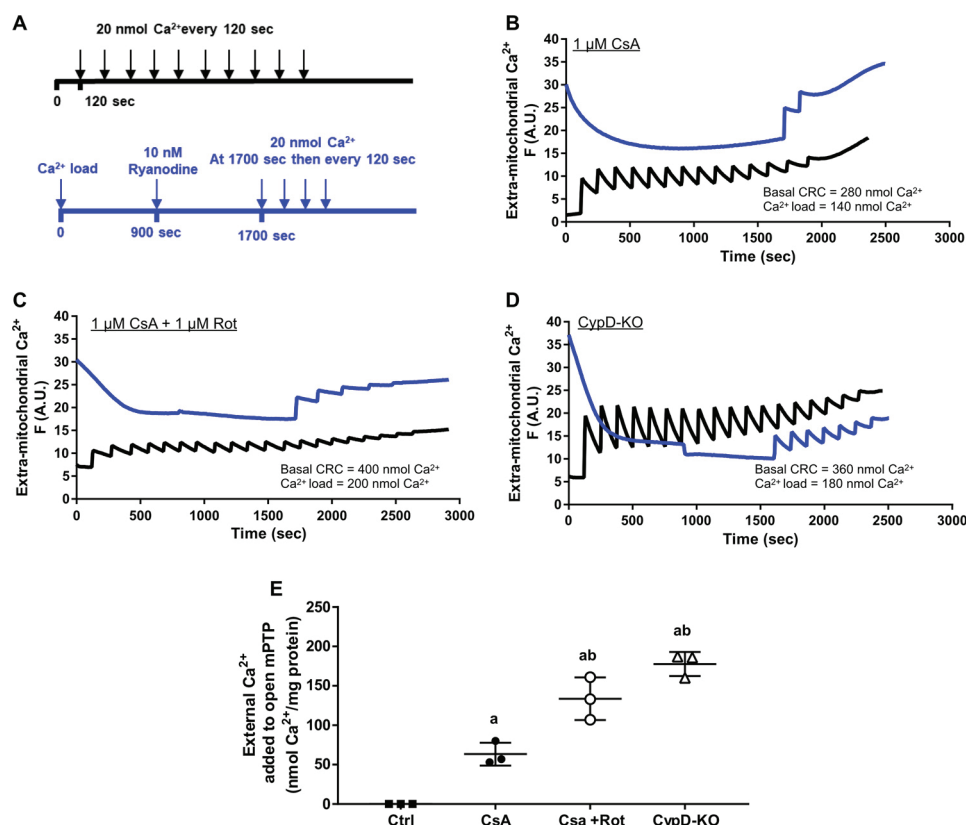 A
20 nmol Ca²⁺every 120 sec
0
120 sec
Ca²⁺ load
10 nM
Ryanodine
20 nmol Ca²⁺
At 1700 sec then every 120 sec
0
900 sec
1700 sec
B
1 µM CsA
Extra-mitochondrial Ca²⁺
F (A.U.)
40
35
30
25
20
15
10
5
0
Basal CRC = 280 nmol Ca²⁺
Ca²⁺ load = 140 nmol Ca²⁺
0 500 1000 1500 2000 2500 3000
Time (sec)
C
1 µM CsA + 1 µM Rot
Extra-mitochondrial Ca²⁺
F (A.U.)
40
35
30
25
20
15
10
5
0
Basal CRC = 400 nmol Ca²⁺
Ca²⁺ load = 200 nmol Ca²⁺
0 500 1000 1500 2000 2500 3000
Time (sec)
D
CypD-KO
Extra-mitochondrial Ca²⁺
F (A.U.)
40
35
30
25
20
15
10
5
0
Basal CRC = 360 nmol Ca²⁺
Ca²⁺ load = 180 nmol Ca²⁺
0 500 1000 1500 2000 2500 3000
Time (sec)
E
External Ca²⁺
added to open mPTP
(nmol Ca²⁺/mg protein)
250
200
150
100
50
0
a
ab
ab
Ctrl CsA Csa +Rot CypD-KO